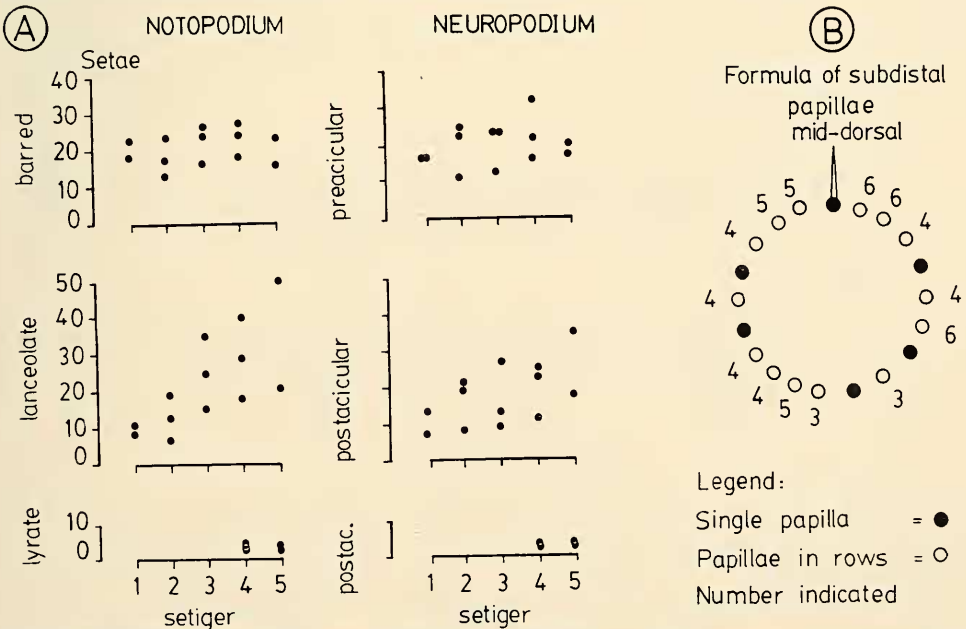 A
NOTOPODIUM
NEUROPODIUM
Setae
barred
40
30
20
10
0
preacicular
lanceolate
50
40
30
20
10
0
postacicular
lyrate
10
0
1 2 3 4 5
setiger
postac.
1 2 3 4 5
setiger
B
Formula of subdistal
papillae
mid-dorsal
5 6
5 6
4 4
4 4
6
4
4 3
5 3
Legend:
Single papilla = ●
Papillae in rows = ○
Number indicated